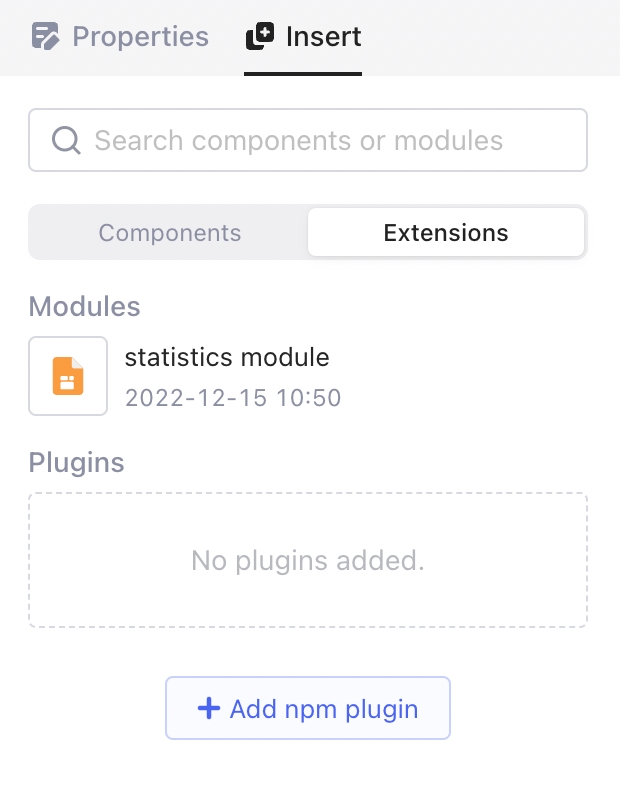 Properties
Insert
Search components or modules
Components
Extensions
Modules
statistics module
2022-12-15 10:50
Plugins
No plugins added.
Add npm plugin